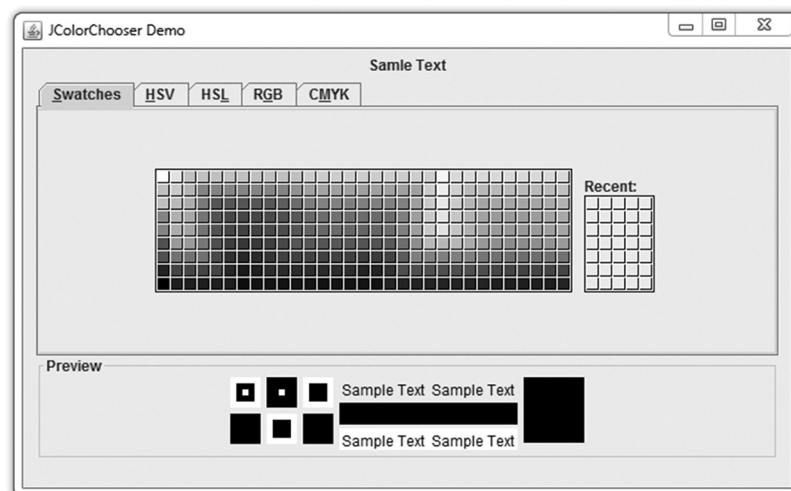 JColorChooser Demo
Samle Text
Swatches HSV HSL RGB CMYK
Recent:
Preview
Sample Text Sample Text
Sample Text Sample Text